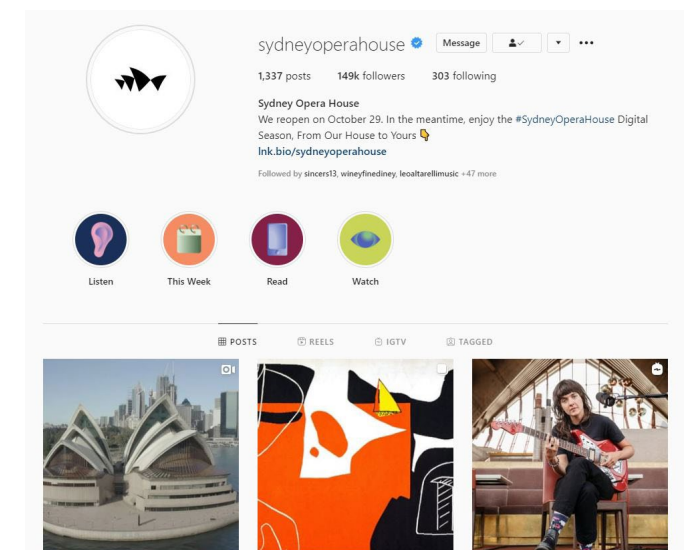 sydneyoperahouse Message
1,337 posts 149k followers 303 following
Sydney Opera House
We reopen on October 29. In the meantime, enjoy the #SydneyOperaHouse Digital
Season, From Our House to Yours 👇
lnk.bio/sydneyoperahouse
Followed by sincers13, wineyfinediney, leoaltarellimusic +47 more
Listen This Week Read Watch
POSTS REELS IGTV TAGGED